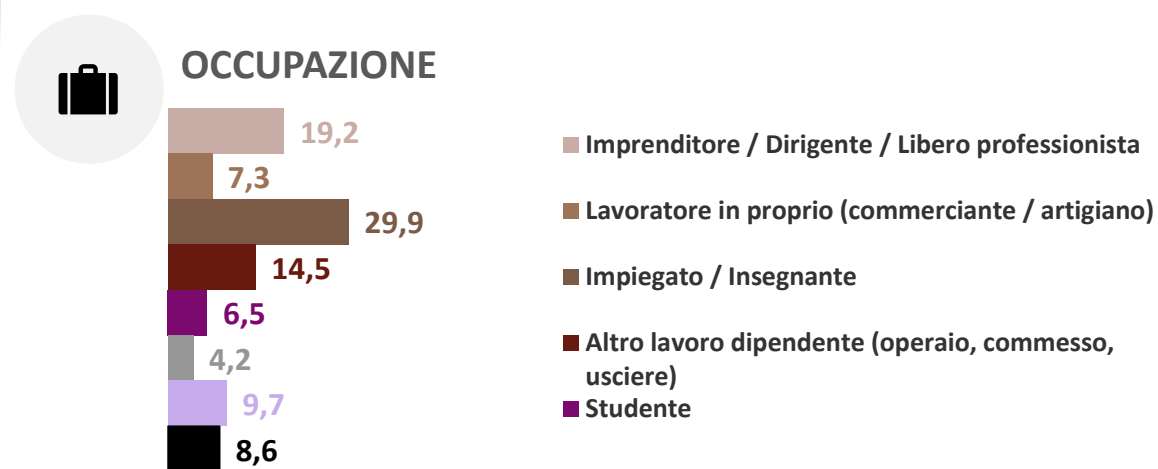 OCCUPAZIONE
19,2
7,3
29,9
14,5
6,5
4,2
9,7
8,6
Imprenditore / Dirigente / Libero professionista
Lavoratore in proprio (commerciante / artigiano)
Impiegato / Insegnante
Altro lavoro dipendente (operaio, commesso,
usciere)
Studente